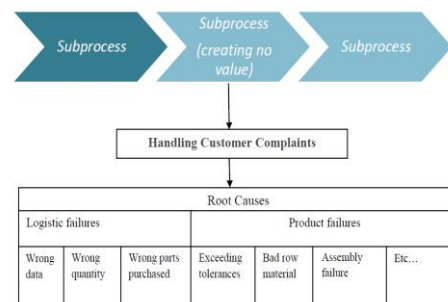 Subprocess
Subprocess
(creating no
value)
Subprocess
Handling Customer Complaints
Root Causes
Logistic failures
Product failures
Wrong
data
Wrong
quantity
Wrong parts
purchased
Exceeding
tolerances
Bad row
material
Assembly
failure
Etc...